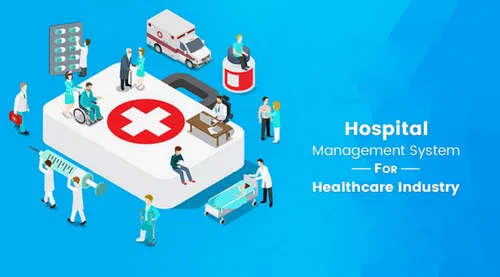 Hospital
Management System
For
Healthcare Industry